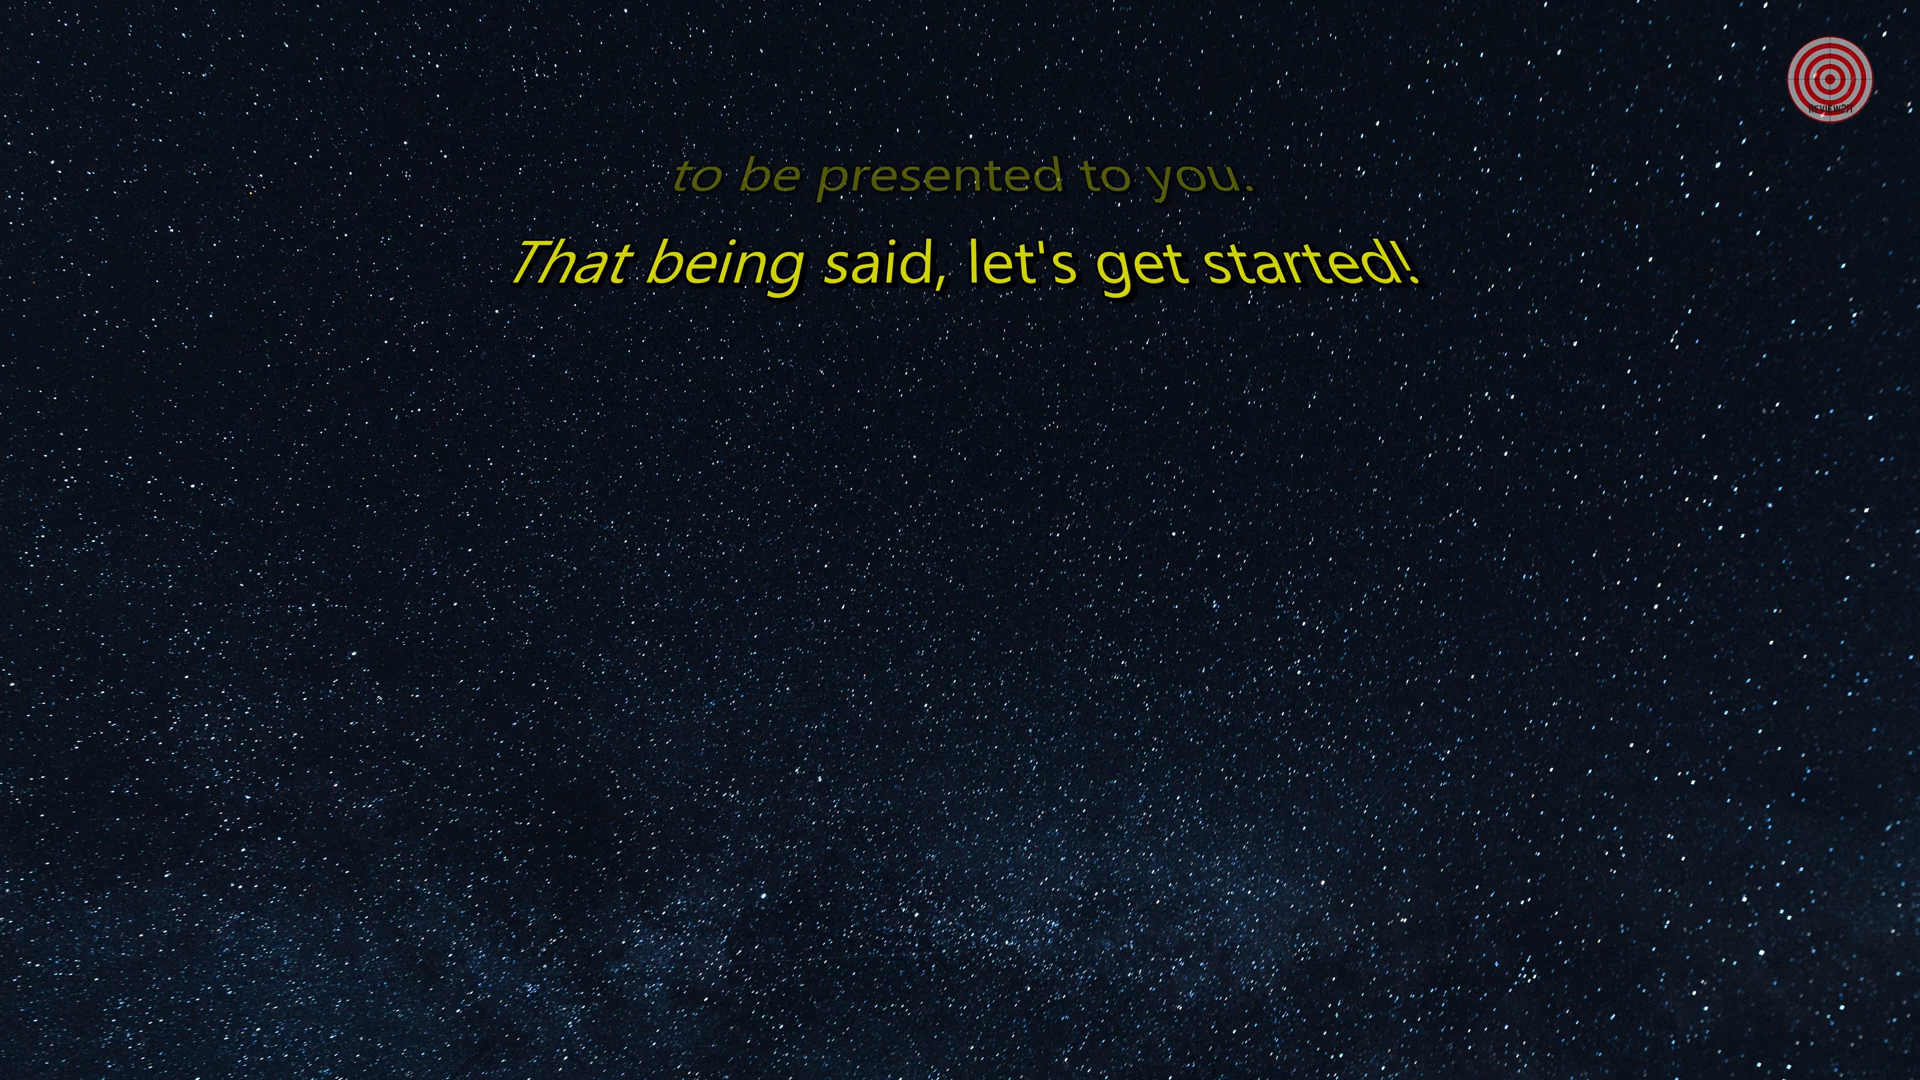 to be presented to you.
That being said, let's get started!